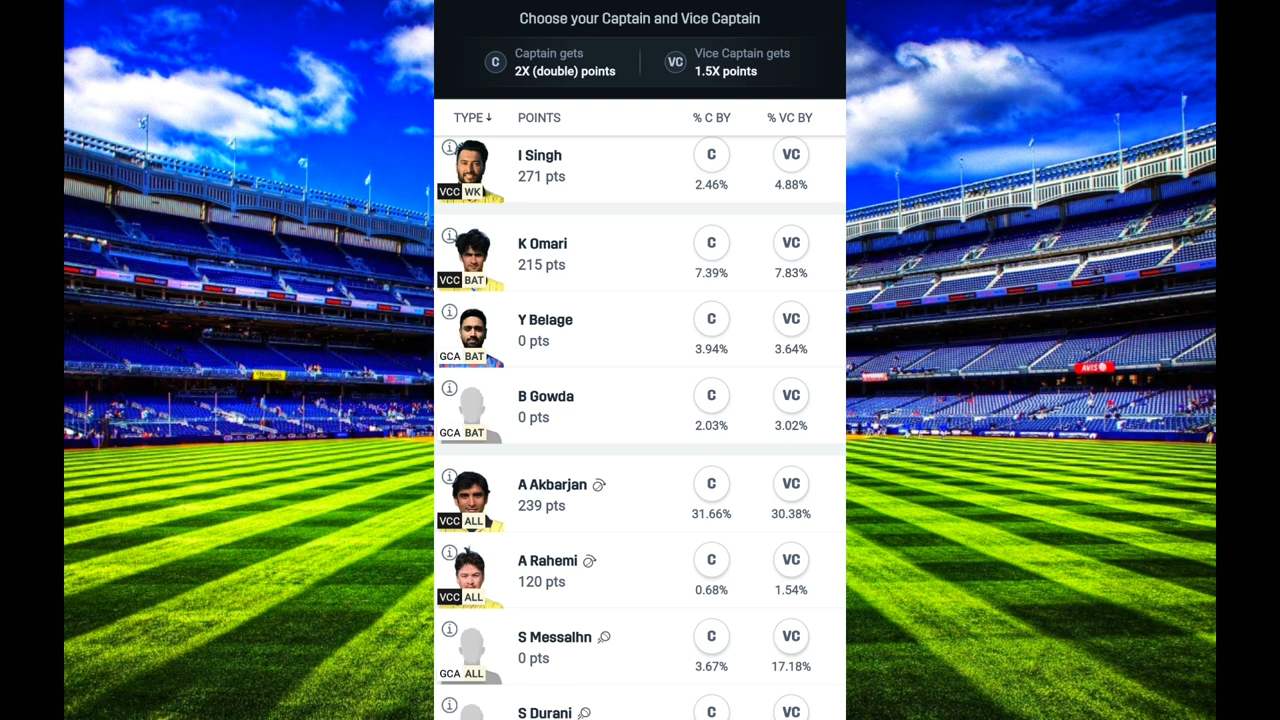 Choose your Captain and Vice Captain
C Captain gets 2X (double) points
VC Vice Captain gets 1.5X points
TYPE↓ POINTS % C BY % VC BY
I Singh C VC
271 pts 2.46% 4.88%
VCC WK
K Omari C VC
215 pts 7.39% 7.83%
VCC BAT
Y Belage C VC
0 pts 3.94% 3.64%
GCA BAT
B Gowda C VC
0 pts 2.03% 3.02%
GCA BAT
A Akbarjan C VC
239 pts 31.66% 30.38%
VCC ALL
A Rahemi C VC
120 pts 0.68% 1.54%
VCC ALL
S Messalhn C VC
0 pts 3.67% 17.18%
GCA ALL
S Durani C VC
AVIS